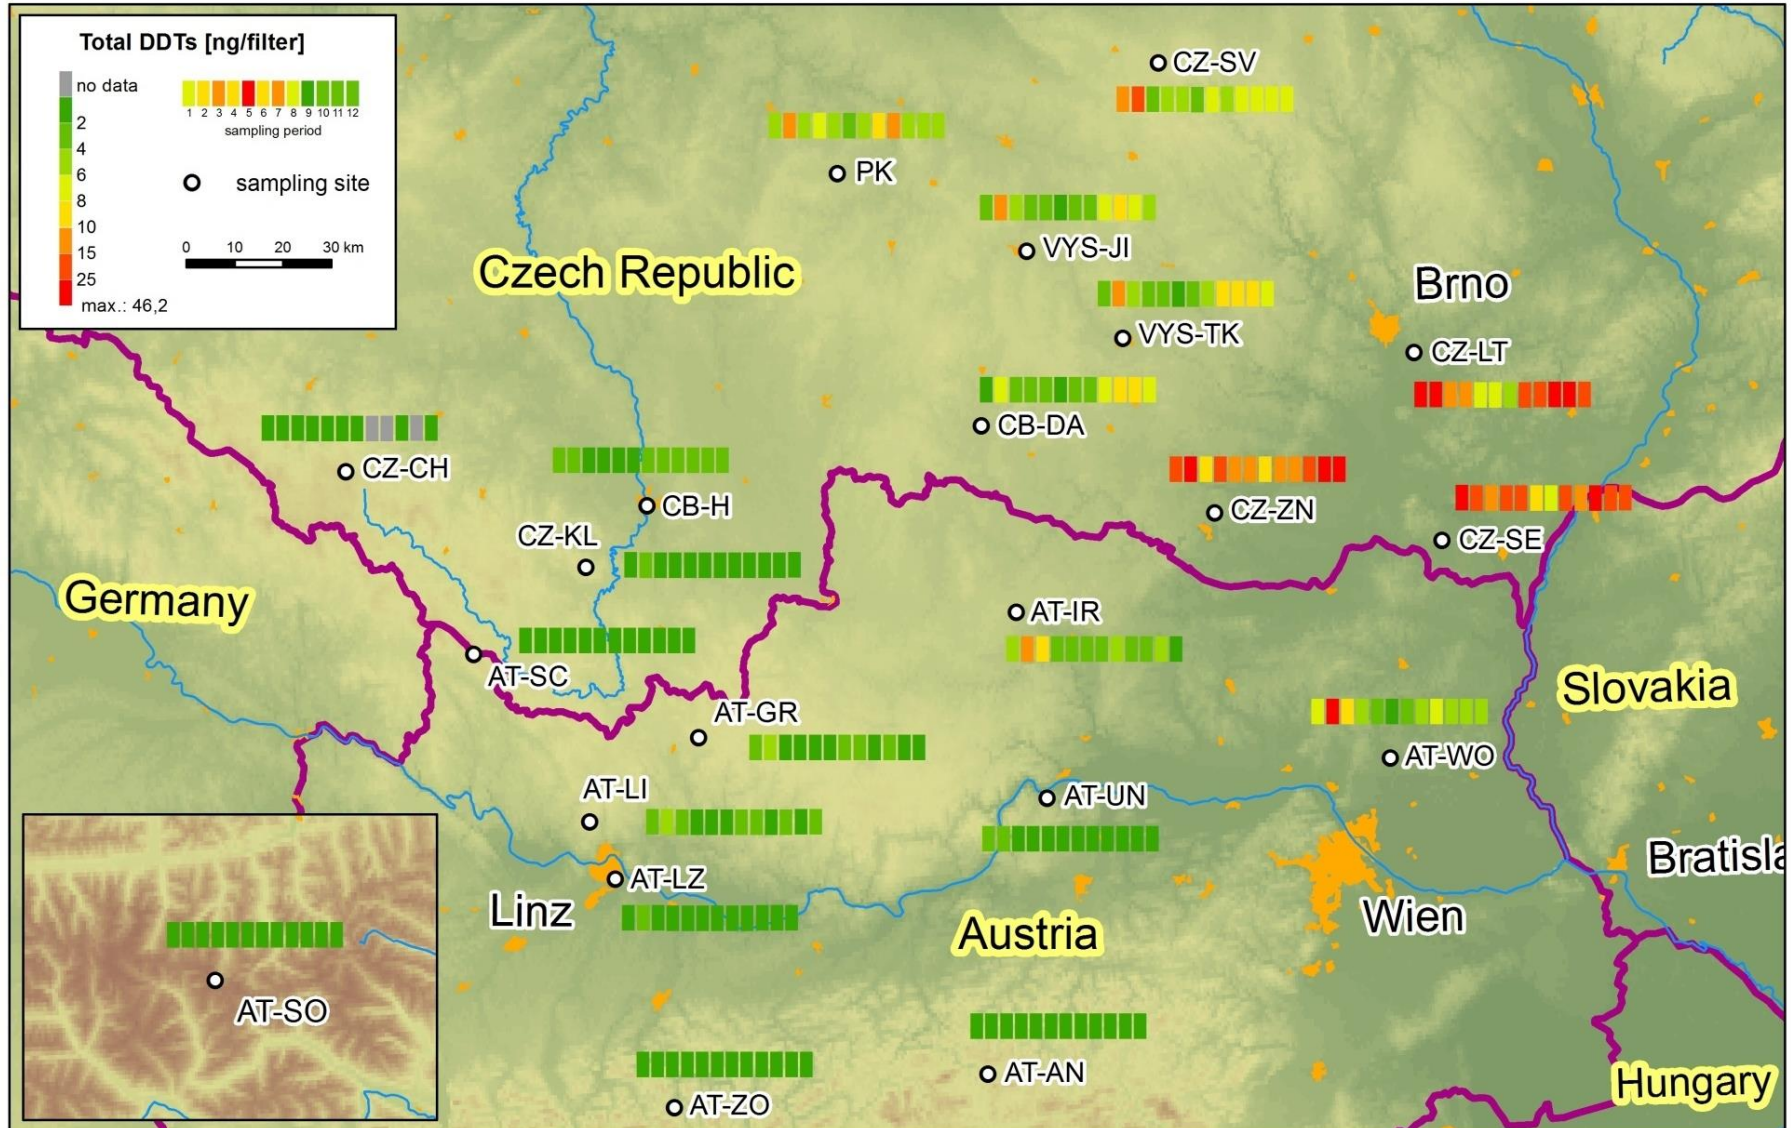 Total DDTs [ng/filter]
no data
2
4
6
8
10
15
25
max.: 46,2
1 2 3 4 5 6 7 8 9 10 11 12
sampling period
sampling site
0 10 20 30 km
CZ-SV
PK
VYS-JI
Czech Republic
Brno
VYS-TK
CZ-LT
CB-DA
CZ-CH
CB-H
CZ-ZN
CZ-KL
CZ-SE
Germany
AT-IR
AT-SC
Slovakia
AT-GR
AT-WO
AT-LI
AT-UN
Bratisla
AT-LZ
Linz
Wien
Austria
AT-SO
AT-AN
Hungary
AT-ZO